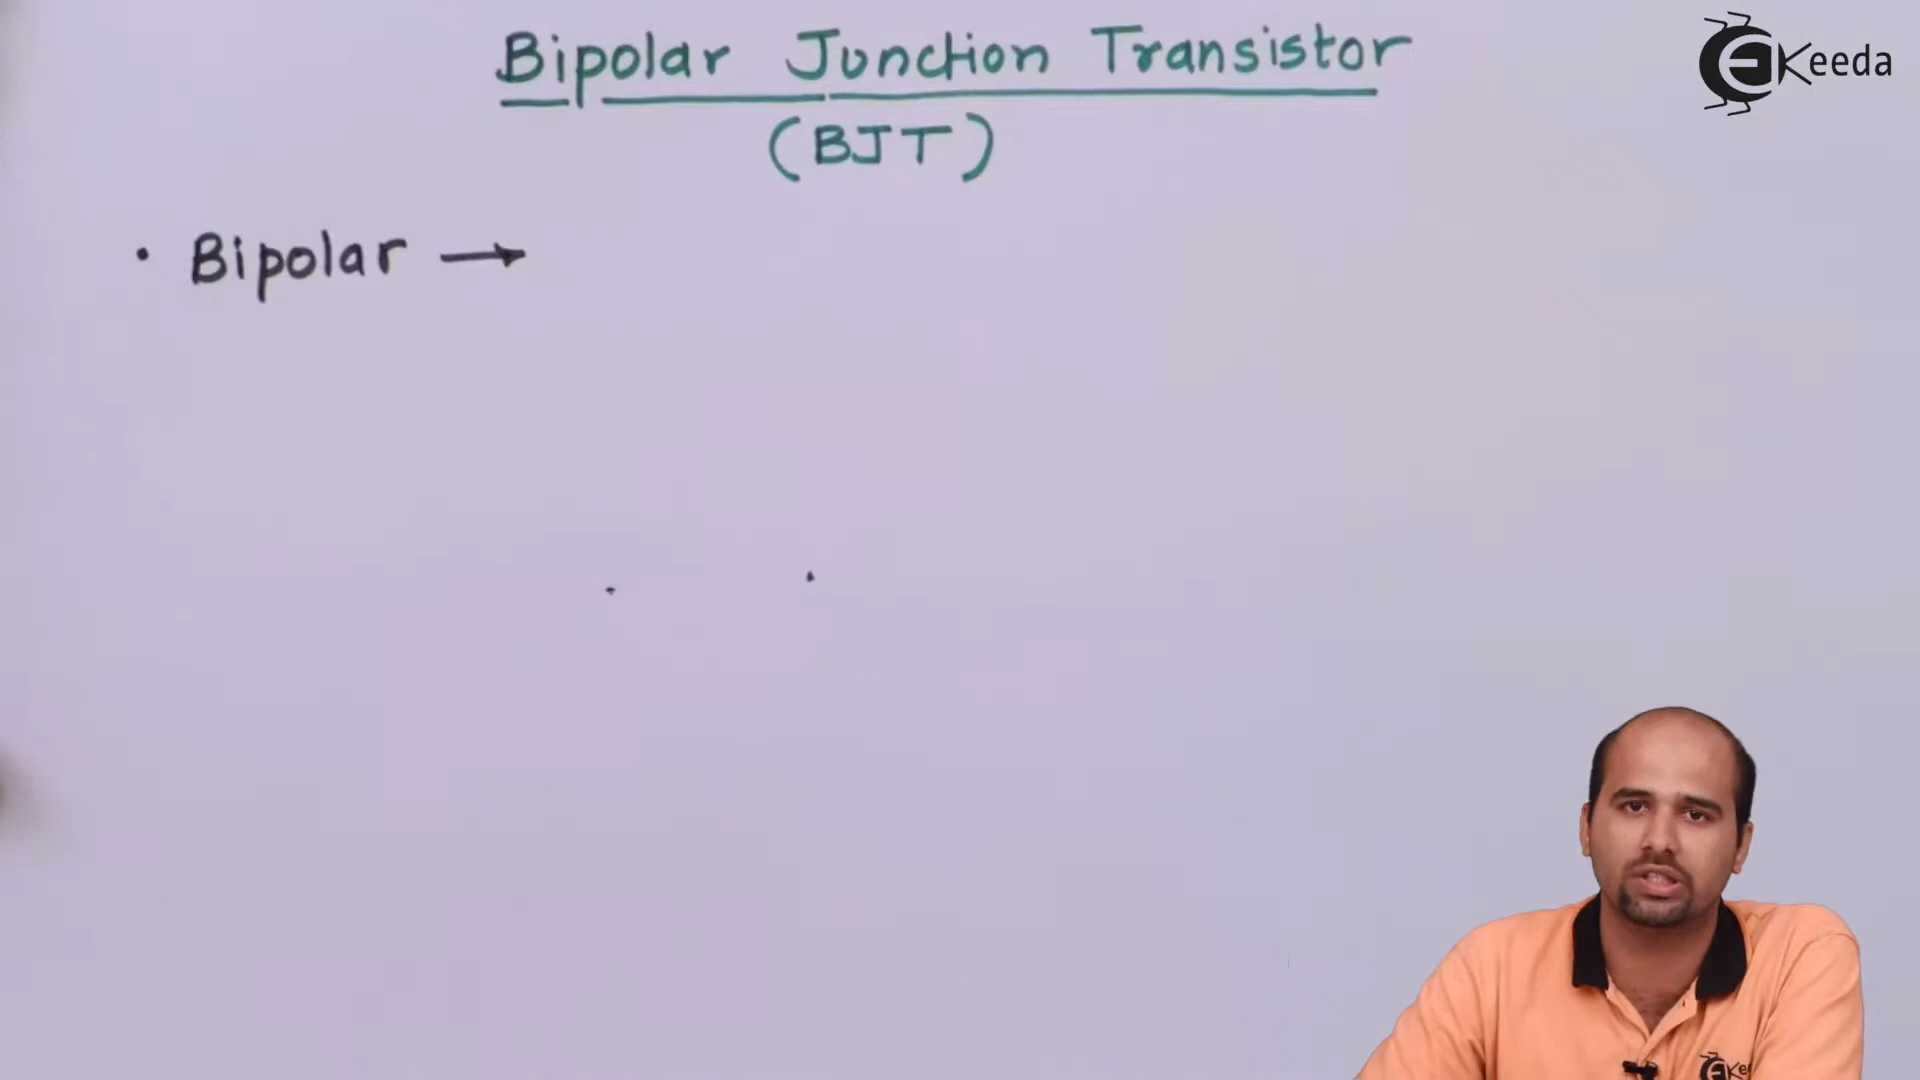 Bipolar Junction Transistor
Keeda
(BJT)
• Bipolar →